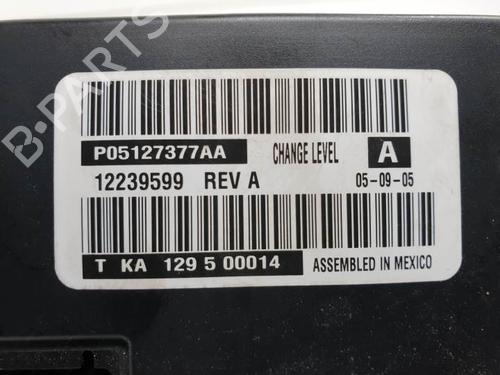 P05127377AA CHANGE LEVEL A
12239599 REV A 05-09-05
T KA 129 5 00014 ASSEMBLED IN MEXICO
B-PARTS